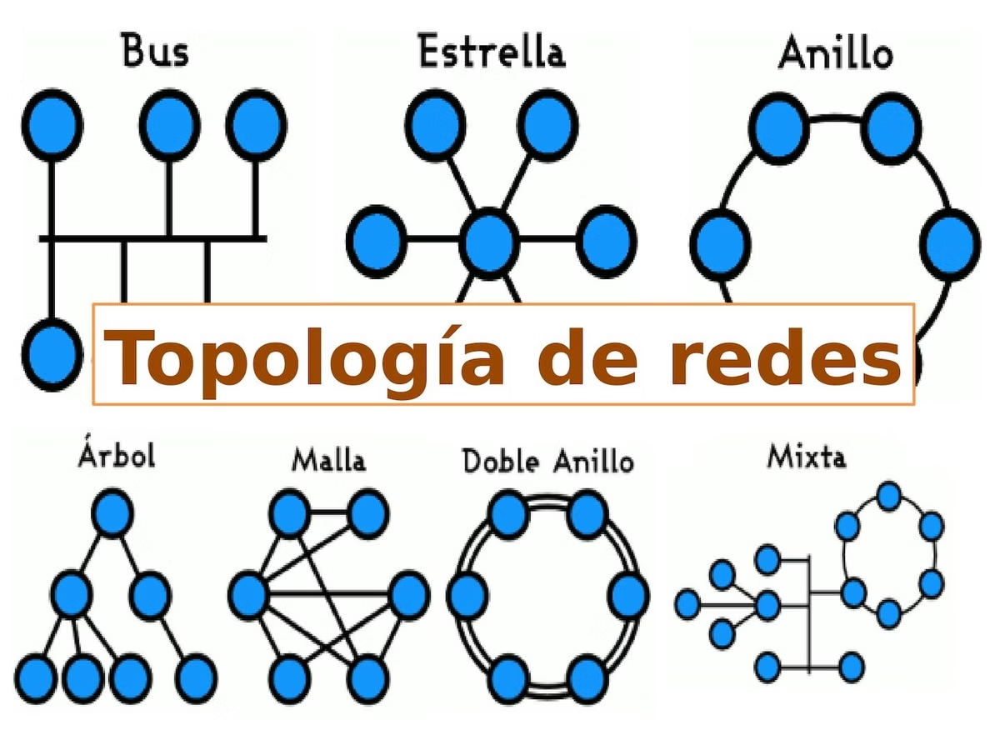 Bus
Estrella
Anillo
Topología de redes
Árbol
Malla
Doble Anillo
Mixta